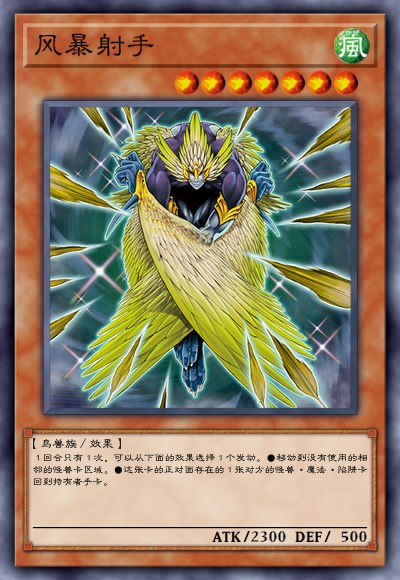 风暴射手
風
【鸟兽族／效果】
1回合只有1次，可以从下面的效果选择1个发动。●移动到没有使用的相
邻的怪兽卡区域。●这张卡的正对面存在的1张对方的怪兽·魔法·陷阱卡
回到持有者手卡。
ATK/2300 DEF/ 500